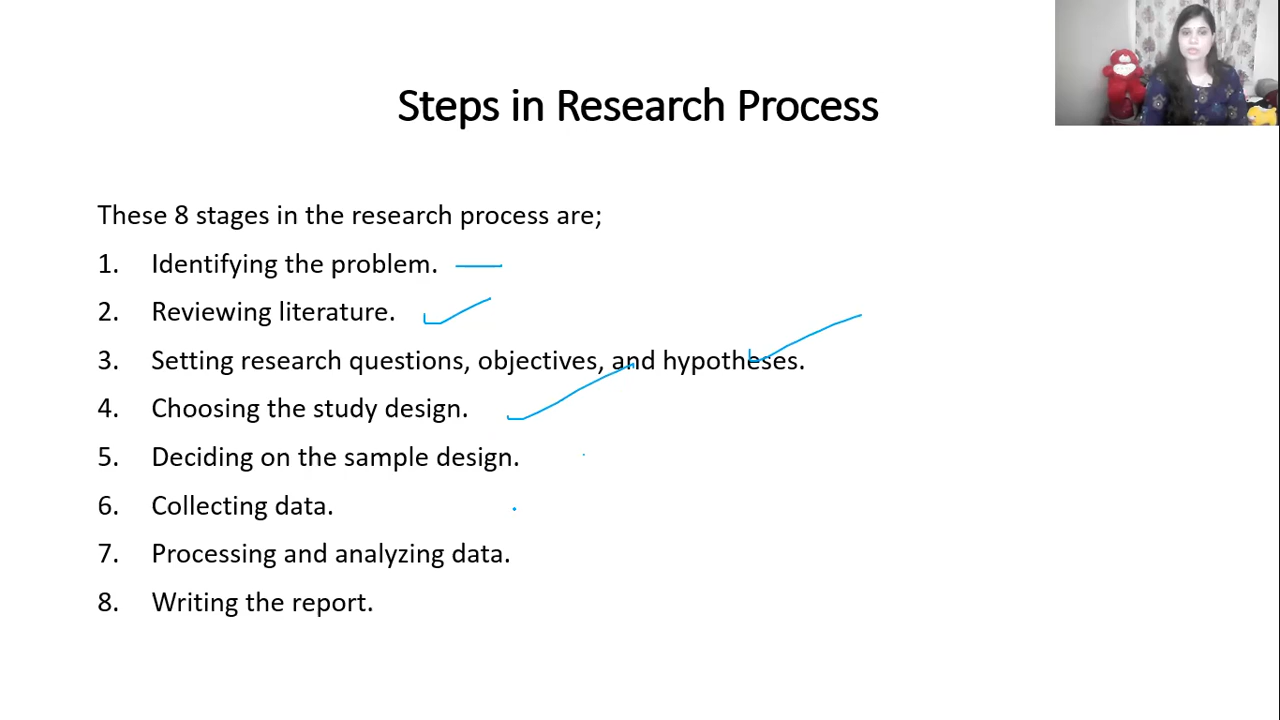 Steps in Research Process
These 8 stages in the research process are;
1. Identifying the problem.
2. Reviewing literature.
3. Setting research questions, objectives, and hypotheses.
4. Choosing the study design.
5. Deciding on the sample design.
6. Collecting data.
7. Processing and analyzing data.
8. Writing the report.